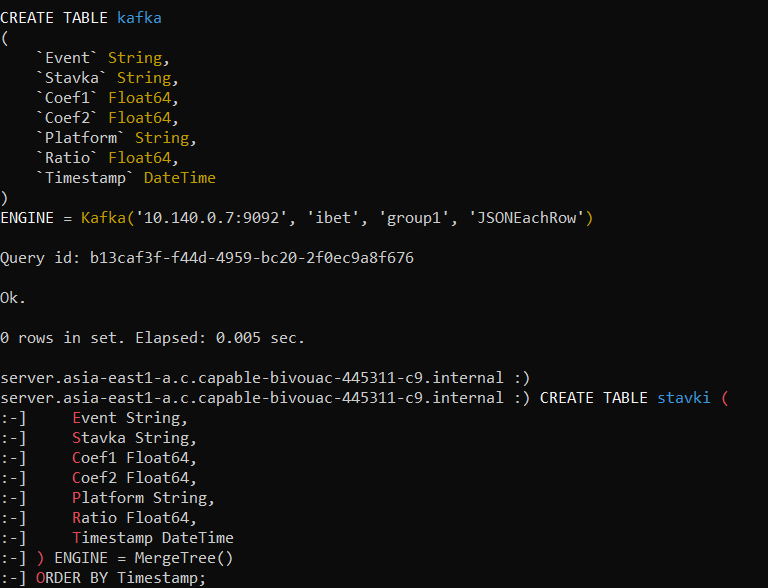 CREATE TABLE kafka
(
    `Event` String,
    `Stavka` String,
    `Coef1` Float64,
    `Coef2` Float64,
    `Platform` String,
    `Ratio` Float64,
    `Timestamp` DateTime
)
ENGINE = Kafka('10.140.0.7:9092', 'ibet', 'group1', 'JSONEachRow')
Query id: b13caf3f-f44d-4959-bc20-2f0ec9a8f676
Ok.
0 rows in set. Elapsed: 0.005 sec.
server.asia-east1-a.c.capable-bivouac-445311-c9.internal :)
server.asia-east1-a.c.capable-bivouac-445311-c9.internal :) CREATE TABLE stavki (
:-]     Event String,
:-]     Stavka String,
:-]     Coef1 Float64,
:-]     Coef2 Float64,
:-]     Platform String,
:-]     Ratio Float64,
:-]     Timestamp DateTime
:-] ) ENGINE = MergeTree()
:-] ORDER BY Timestamp;